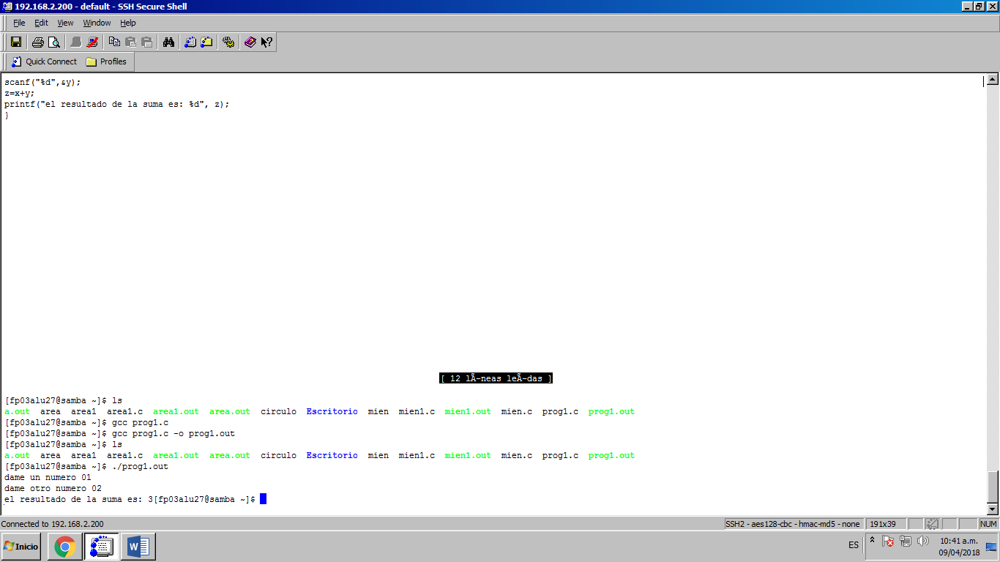 192.168.2.200 - default - SSH Secure Shell
File Edit View Window Help
Quick Connect Profiles
scanf("%d",&y);
z=x+y;
printf("el resultado de la suma es: %d", z);
}
[ 12 lÃ-neas leÃ-das ]
[fp03alu27@samba ~]$ ls
a.out area area1 area1.c area1.out area.out circulo Escritorio mien mien1.c mien1.out mien.c prog1.c prog1.out
[fp03alu27@samba ~]$ gcc prog1.c
[fp03alu27@samba ~]$ gcc prog1.c -o prog1.out
[fp03alu27@samba ~]$ ls
a.out area area1 area1.c area1.out area.out circulo Escritorio mien mien1.c mien1.out mien.c prog1.c prog1.out
[fp03alu27@samba ~]$ ./prog1.out
dame un numero 01
dame otro numero 02
el resultado de la suma es: 3[fp03alu27@samba ~]$
Connected to 192.168.2.200 SSH2 - aes128-cbc - hmac-md5 - none 191x39 NUM
Inicio W ES 10:41 a.m.
09/04/2018